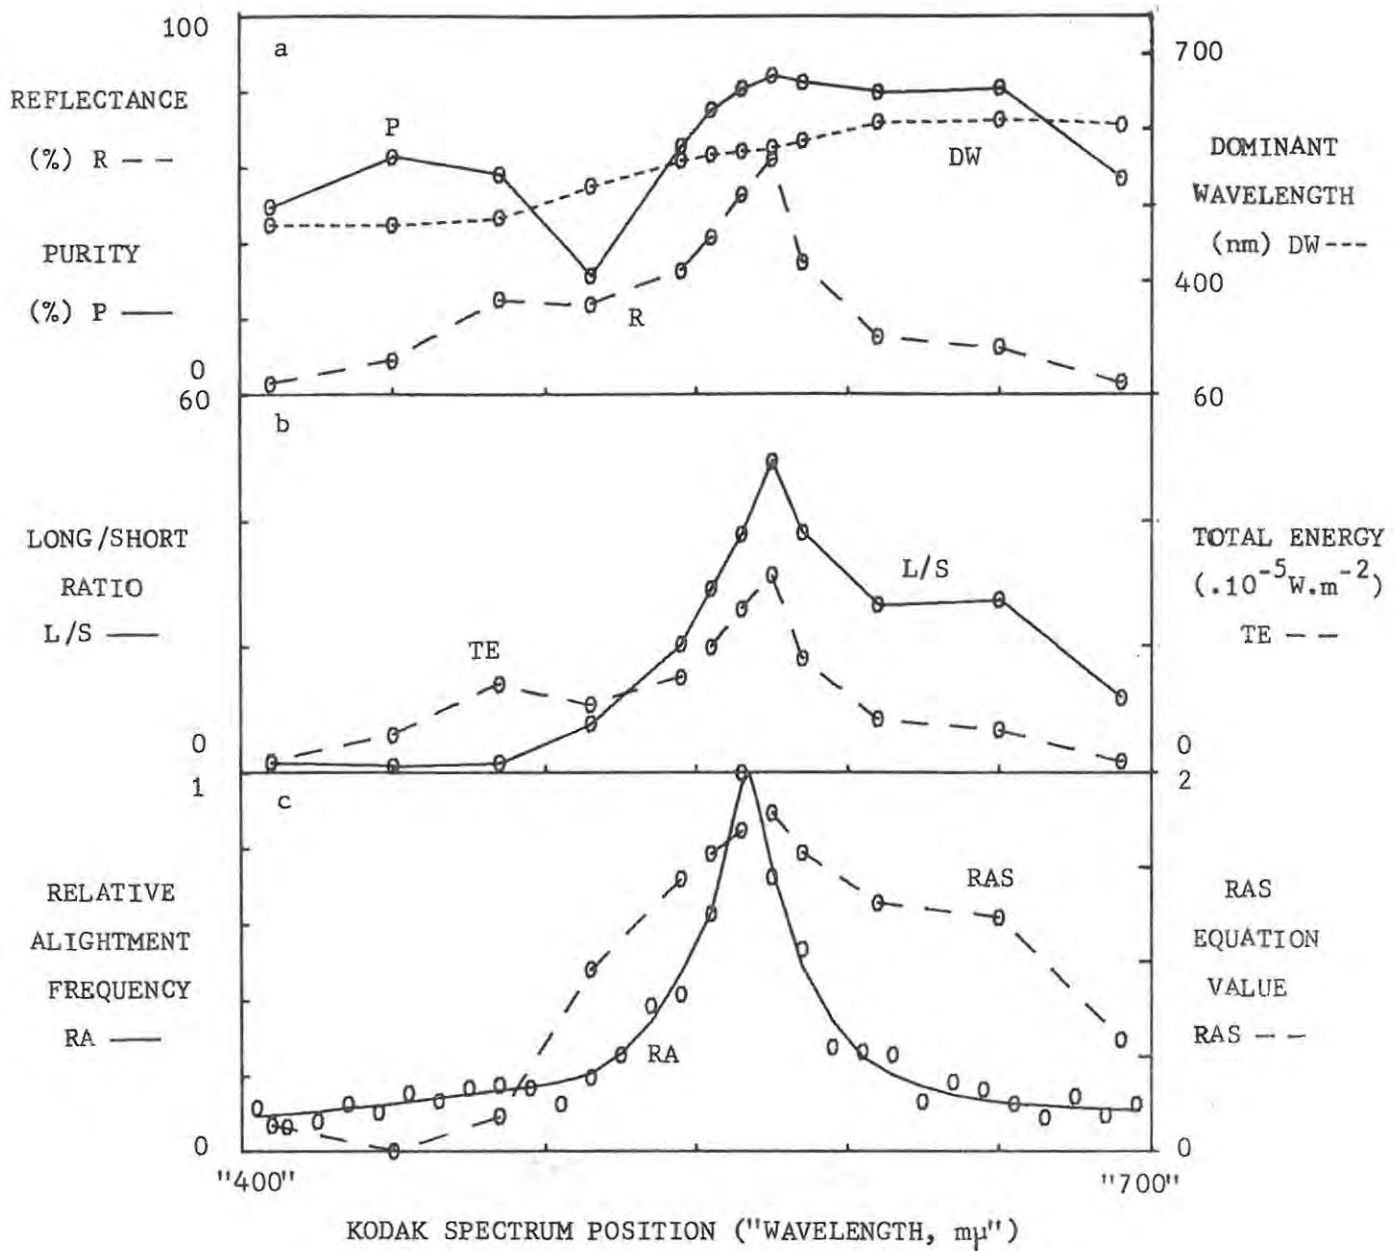 100
a
700
REFLECTANCE
(%) R – – –
P
DW
DOMINANT
WAVELENGTH
(nm) DW---
PURITY
(%) P ——
R
400
0
60
60
b
LONG/SHORT
RATIO
L/S ——
TE
L/S
TOTAL ENERGY
(.10⁻⁵W.m⁻²)
TE – –
0
0
1
c
2
RELATIVE
ALIGHTMENT
FREQUENCY
RA ——
RA
RAS
RAS
EQUATION
VALUE
RAS – –
0
0
"400"
"700"
KODAK SPECTRUM POSITION ("WAVELENGTH, mμ")